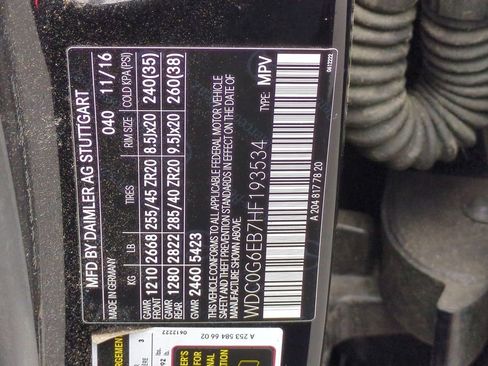 MFD BY DAIMLER AG STUTTGART
MADE IN GERMANY 040 11/16
KG LB TIRES RIM SIZE COLD KPA (PSI)
GAWR FRONT 1210 2668 255/45 ZR20 8.5Jx20 240(35)
GAWR REAR 1280 2822 285/40 ZR20 9.5Jx20 260(38)
GVWR 2460 5423
THIS VEHICLE CONFORMS TO ALL APPLICABLE FEDERAL MOTOR VEHICLE
SAFETY AND THEFT PREVENTION STANDARDS IN EFFECT ON THE DATE OF
MANUFACTURE SHOWN ABOVE.
TYPE: MPV
WDC0G6EB7HF193534
A 204 817 78 20
0612222
A 253 584 66 02
0612222